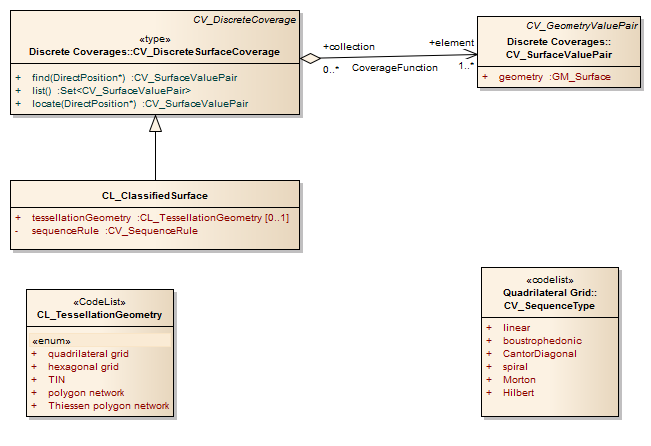 CV_DiscreteCoverage
«type»
Discrete Coverages::CV_DiscreteSurfaceCoverage
+ find(DirectPosition*) :CV_SurfaceValuePair
+ list() :Set<CV_SurfaceValuePair>
+ locate(DirectPosition*) :CV_SurfaceValuePair
+collection
+element
0..*
CoverageFunction
1..*
CV_GeometryValuePair
Discrete Coverages::
CV_SurfaceValuePair
+ geometry :GM_Surface
CL_ClassifiedSurface
+ tessellationGeometry :CL_TessellationGeometry [0..1]
- sequenceRule :CV_SequenceRule
«CodeList»
CL_TessellationGeometry
«enum»
+ quadrilateral grid
+ hexagonal grid
+ TIN
+ polygon network
+ Thiessen polygon network
«codelist»
Quadrilateral Grid::
CV_SequenceType
+ linear
+ boustrophedonic
+ CantorDiagonal
+ spiral
+ Morton
+ Hilbert